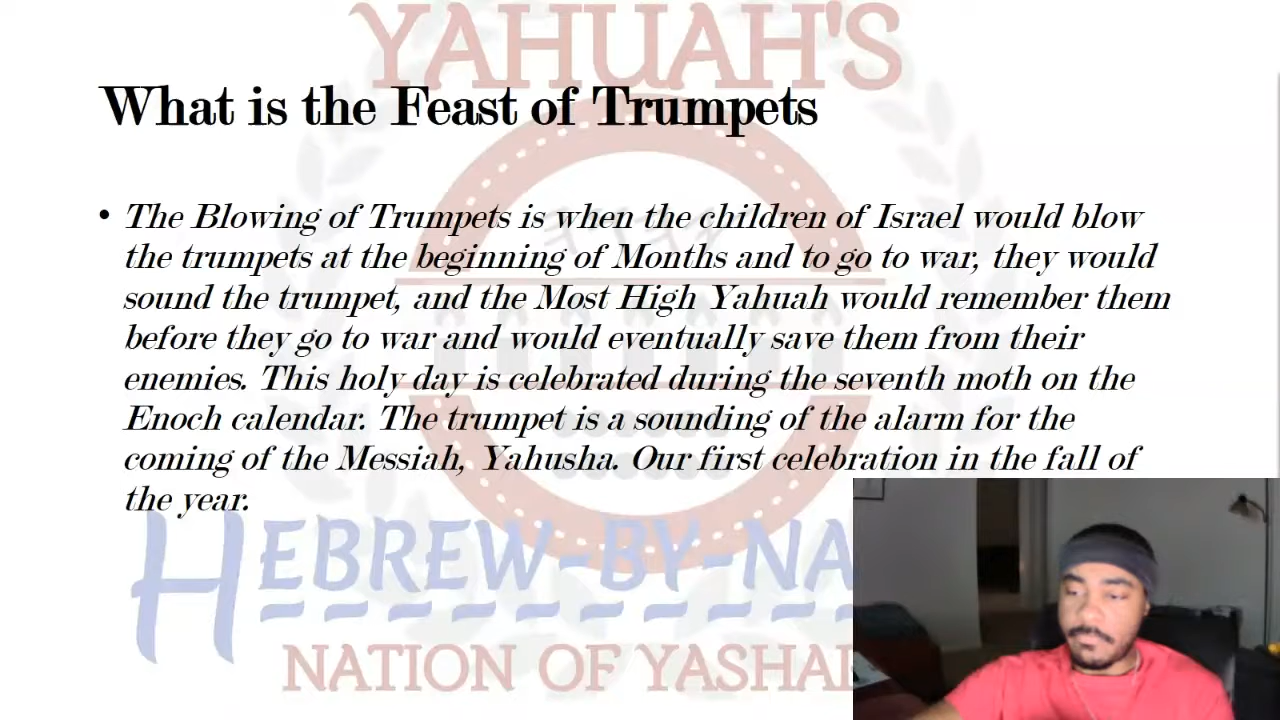 YAHUAH'S
What is the Feast of Trumpets
• The Blowing of Trumpets is when the children of Israel would blow
the trumpets at the beginning of Months and to go to war, they would
sound the trumpet, and the Most High Yahuah would remember them
before they go to war and would eventually save them from their
enemies. This holy day is celebrated during the seventh moth on the
Enoch calendar. The trumpet is a sounding of the alarm for the
coming of the Messiah, Yahusha. Our first celebration in the fall of
the year.
HEBREW-BY-NA
NATION OF YASHA